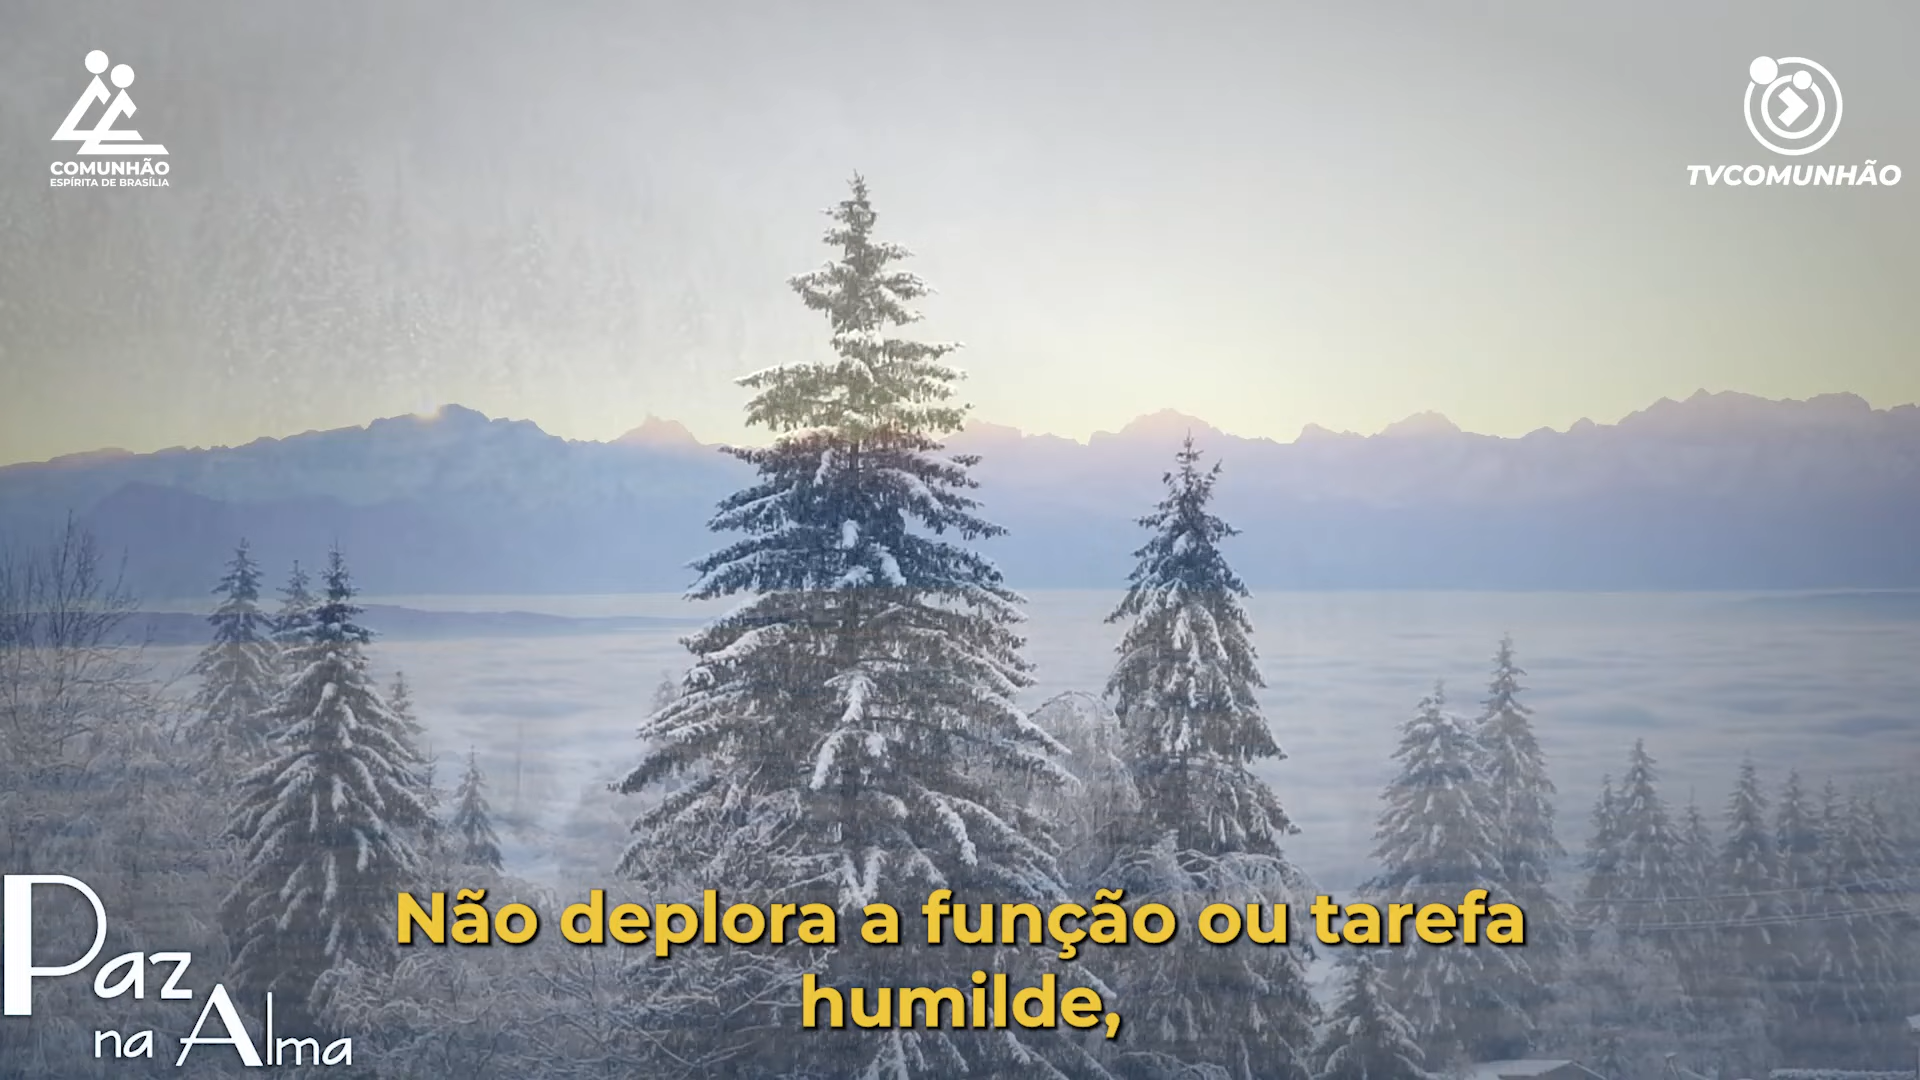 COMUNHÃO
ESPÍRITA DE BRASÍLIA
TVCOMUNHÃO
Não deplora a função ou tarefa
humilde,
Paz
na Alma